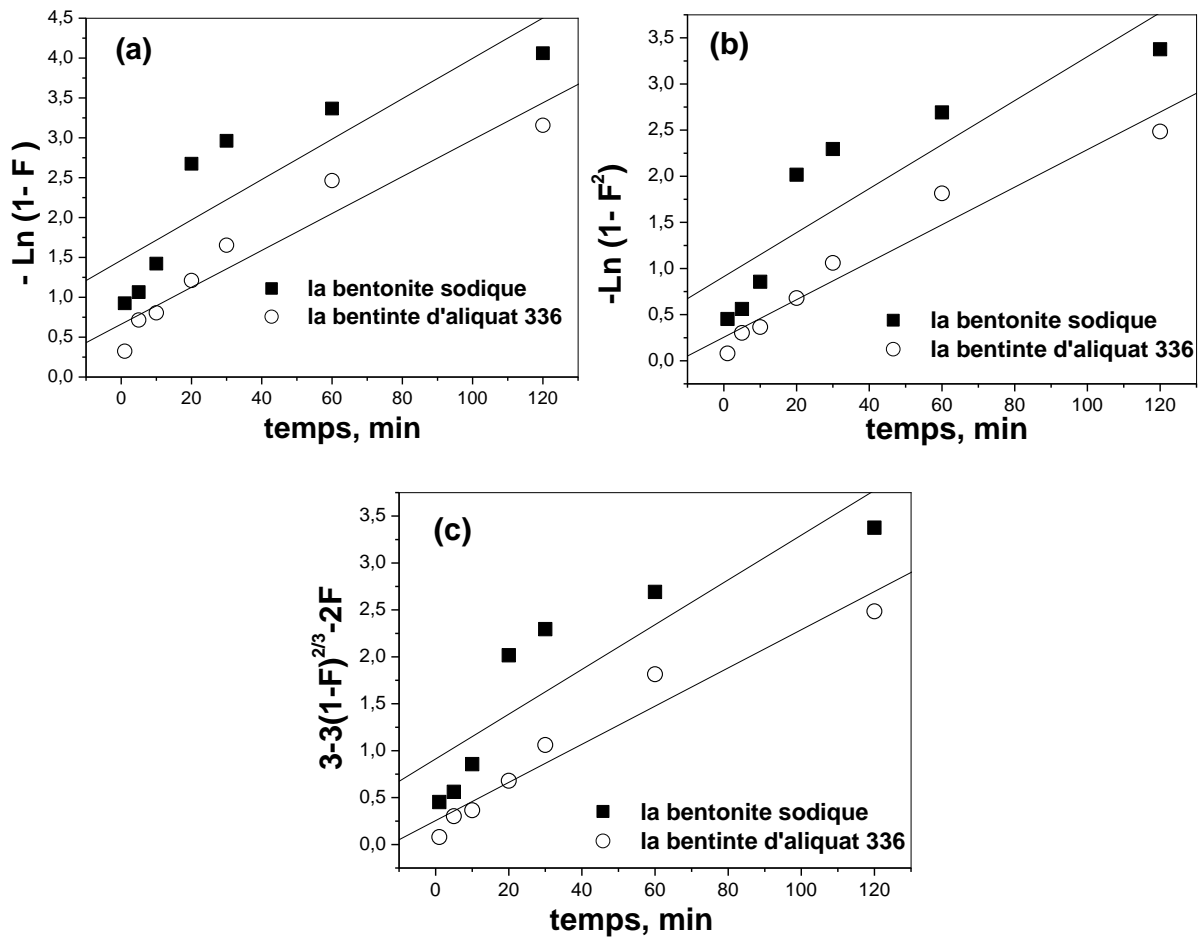 (a)
- Ln (1- F )
4,5
4,0
3,5
3,0
2,5
2,0
1,5
1,0
0,5
0,0
la bentonite sodique
la bentinte d'aliquat 336
0 20 40 60 80 100 120
temps, min
(b)
-Ln (1- F²)
3,5
3,0
2,5
2,0
1,5
1,0
0,5
0,0
la bentonite sodique
la bentinte d'aliquat 336
0 20 40 60 80 100 120
temps, min
(c)
3-3(1-F)^{2/3}-2F
3,5
3,0
2,5
2,0
1,5
1,0
0,5
0,0
la bentonite sodique
la bentinte d'aliquat 336
0 20 40 60 80 100 120
temps, min